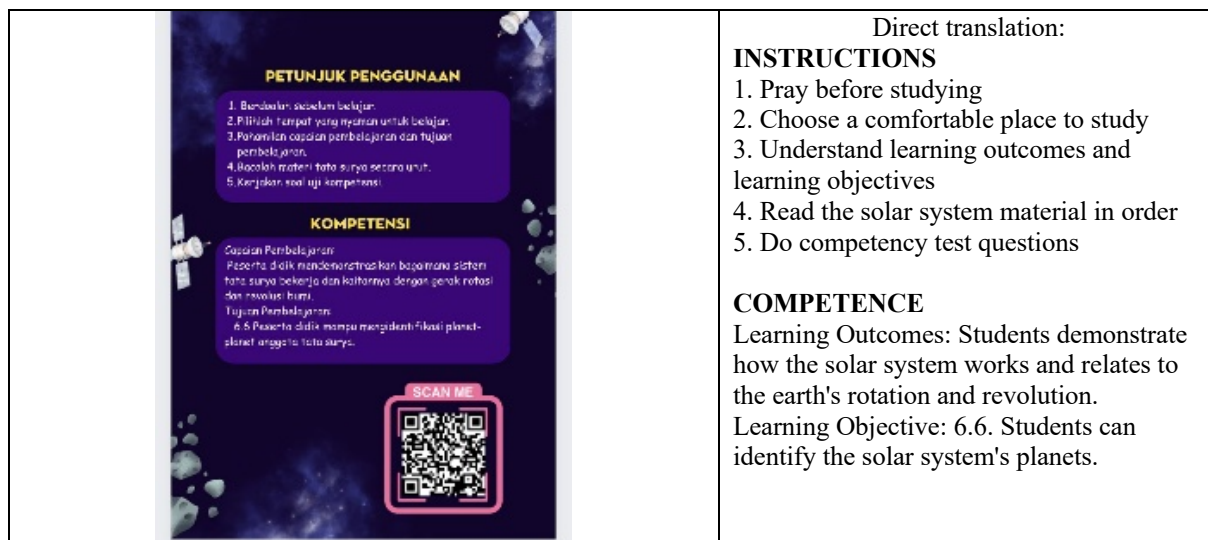 PETUNJUK PENGGUNAAN
1. Berdoalah sebelum belajar.
2.Pilihlah tempat yang nyaman untuk belajar.
3.Pahamilan capaian pembelajaran dan tujuan
pembelajaran.
4.Bacalah materi tata surya secara urut.
5.Kerjakan soal uji kompetensi.
KOMPETENSI
Capaian Pembelajaran:
Peserta didik mendemonstrasikan bagaimana sistem
tata surya bekerja dan kaitannya dengan gerak rotasi
dan revolusi bumi.
Tujuan Pembelajaran:
6.6 Peserta didik mampu mengidentifikasi planet-
planet anggota tata surya.
SCAN ME
Direct translation:
INSTRUCTIONS
1. Pray before studying
2. Choose a comfortable place to study
3. Understand learning outcomes and
learning objectives
4. Read the solar system material in order
5. Do competency test questions
COMPETENCE
Learning Outcomes: Students demonstrate
how the solar system works and relates to
the earth's rotation and revolution.
Learning Objective: 6.6. Students can
identify the solar system's planets.